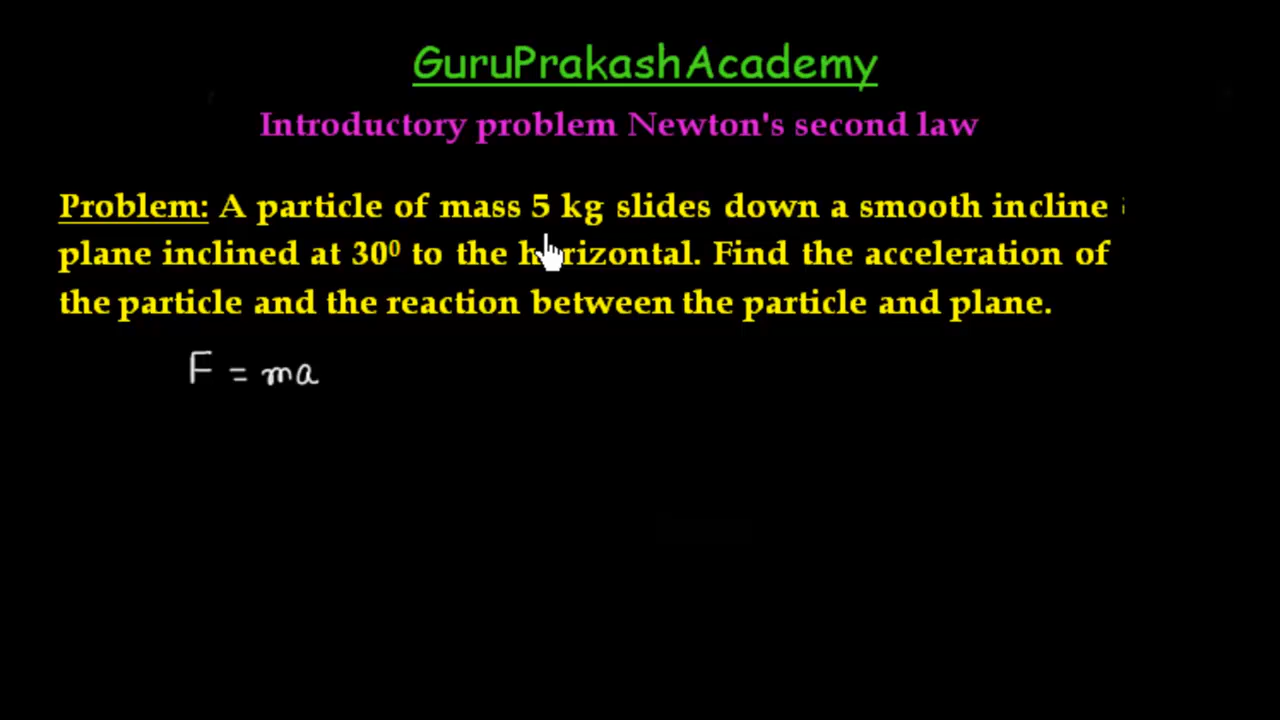 GuruPrakashAcademy
Introductory problem Newton's second law
Problem: A particle of mass 5 kg slides down a smooth incline
plane inclined at 30⁰ to the horizontal. Find the acceleration of
the particle and the reaction between the particle and plane.
F = ma